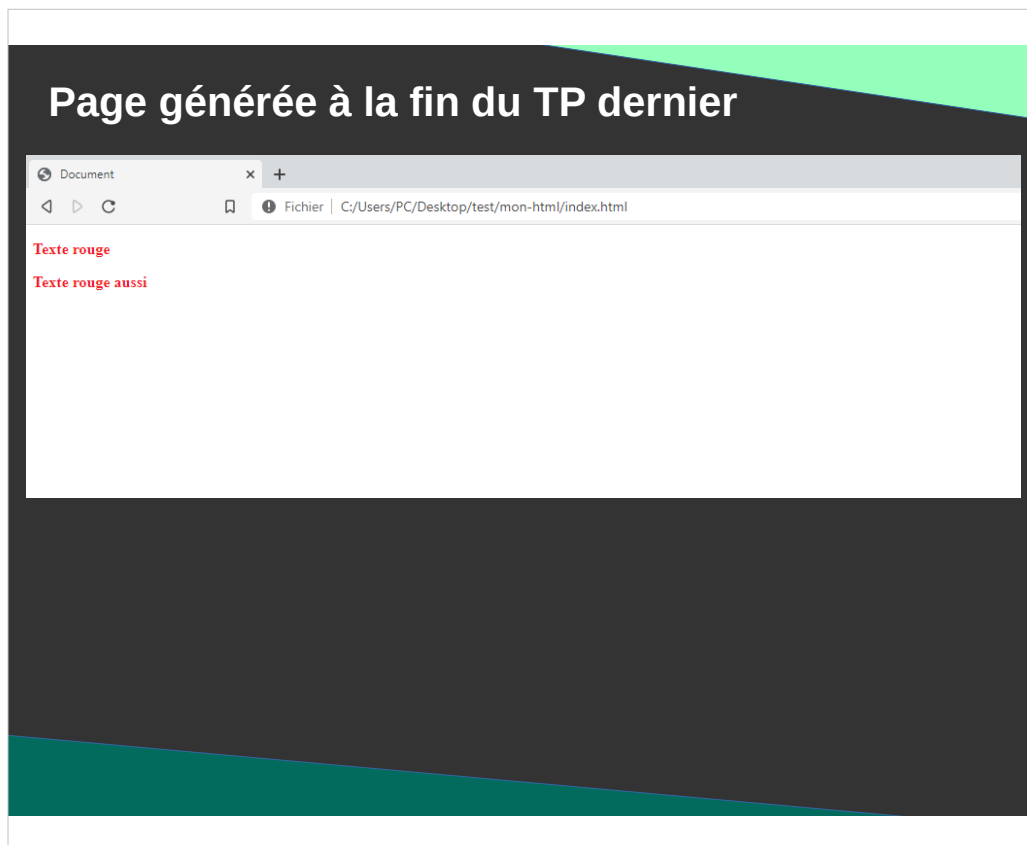 Page générée à la fin du TP dernier
Document
Fichier C:/Users/PC/Desktop/test/mon-html/index.html
Texte rouge
Texte rouge aussi